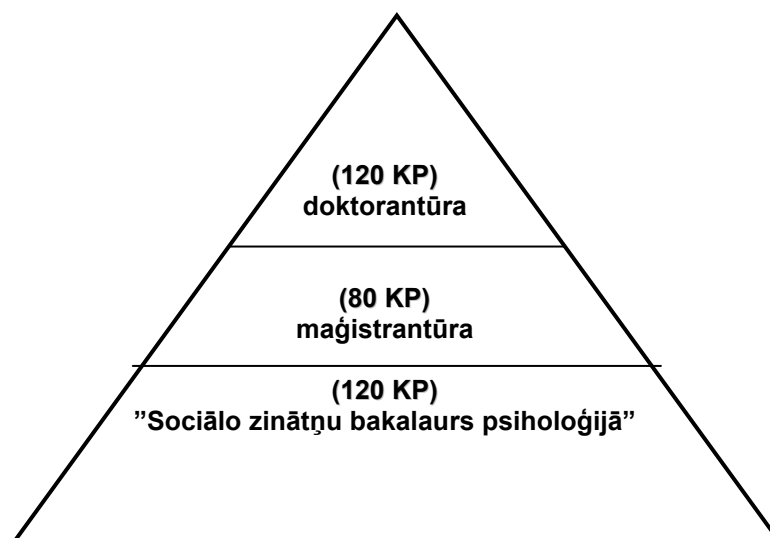 (120 KP)
doktorantūra
(80 KP)
maģistrantūra
(120 KP)
”Sociālo zinātņu bakalaurs psiholoģijā”